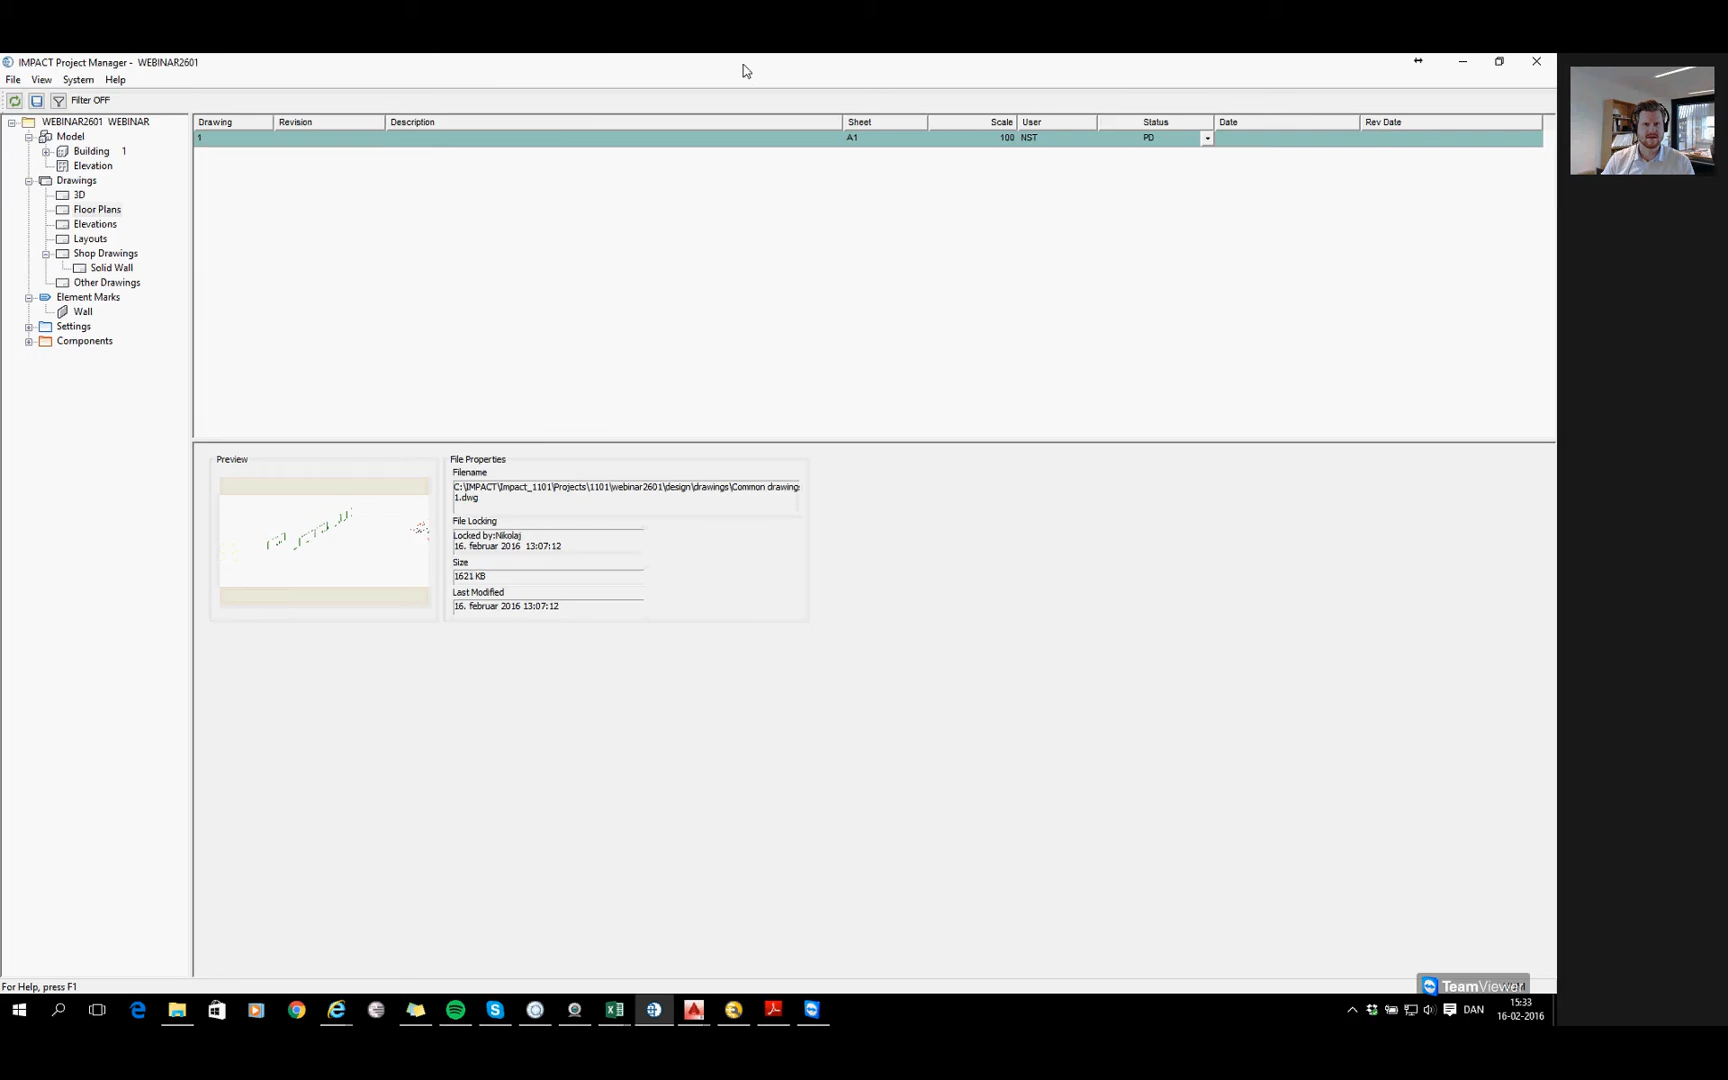 IMPACT Project Manager - WEBINAR2601
File View System Help
Filter OFF
WEBINAR2601 WEBINAR
Model
Building 1
Elevation
Drawings
3D
Floor Plans
Elevations
Layouts
Shop Drawings
Solid Wall
Other Drawings
Element Marks
Wall
Settings
Components
Drawing Revision Description Sheet Scale User Status Date Rev Date
1 A1 100 NST PD
Preview
File Properties
Filename
C:\IMPACT\Impact_1101\Projects\1101\webinar2601\design\drawings\Common drawings
1.dwg
File Locking
Locked by:Nikolaj
16. februar 2016 13:07:12
Size
1621 KB
Last Modified
16. februar 2016 13:07:12
For Help, press F1
TeamViewer
DAN
15:33
16-02-2016